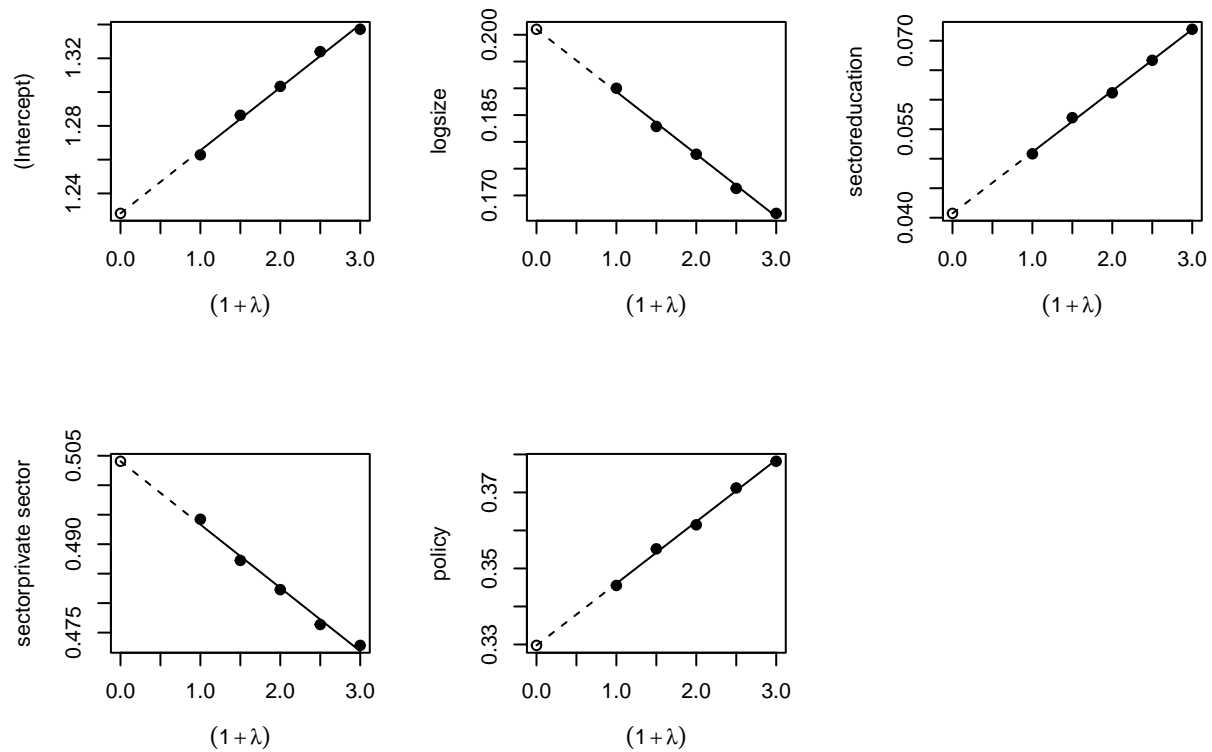 (Intercept)
1.24 1.28 1.32
0.0 1.0 2.0 3.0
(1 + λ)
logsize
0.170 0.185 0.200
0.0 1.0 2.0 3.0
(1 + λ)
sectoreducation
0.040 0.055 0.070
0.0 1.0 2.0 3.0
(1 + λ)
sectorprivate sector
0.475 0.490 0.505
0.0 1.0 2.0 3.0
(1 + λ)
policy
0.33 0.35 0.37
0.0 1.0 2.0 3.0
(1 + λ)